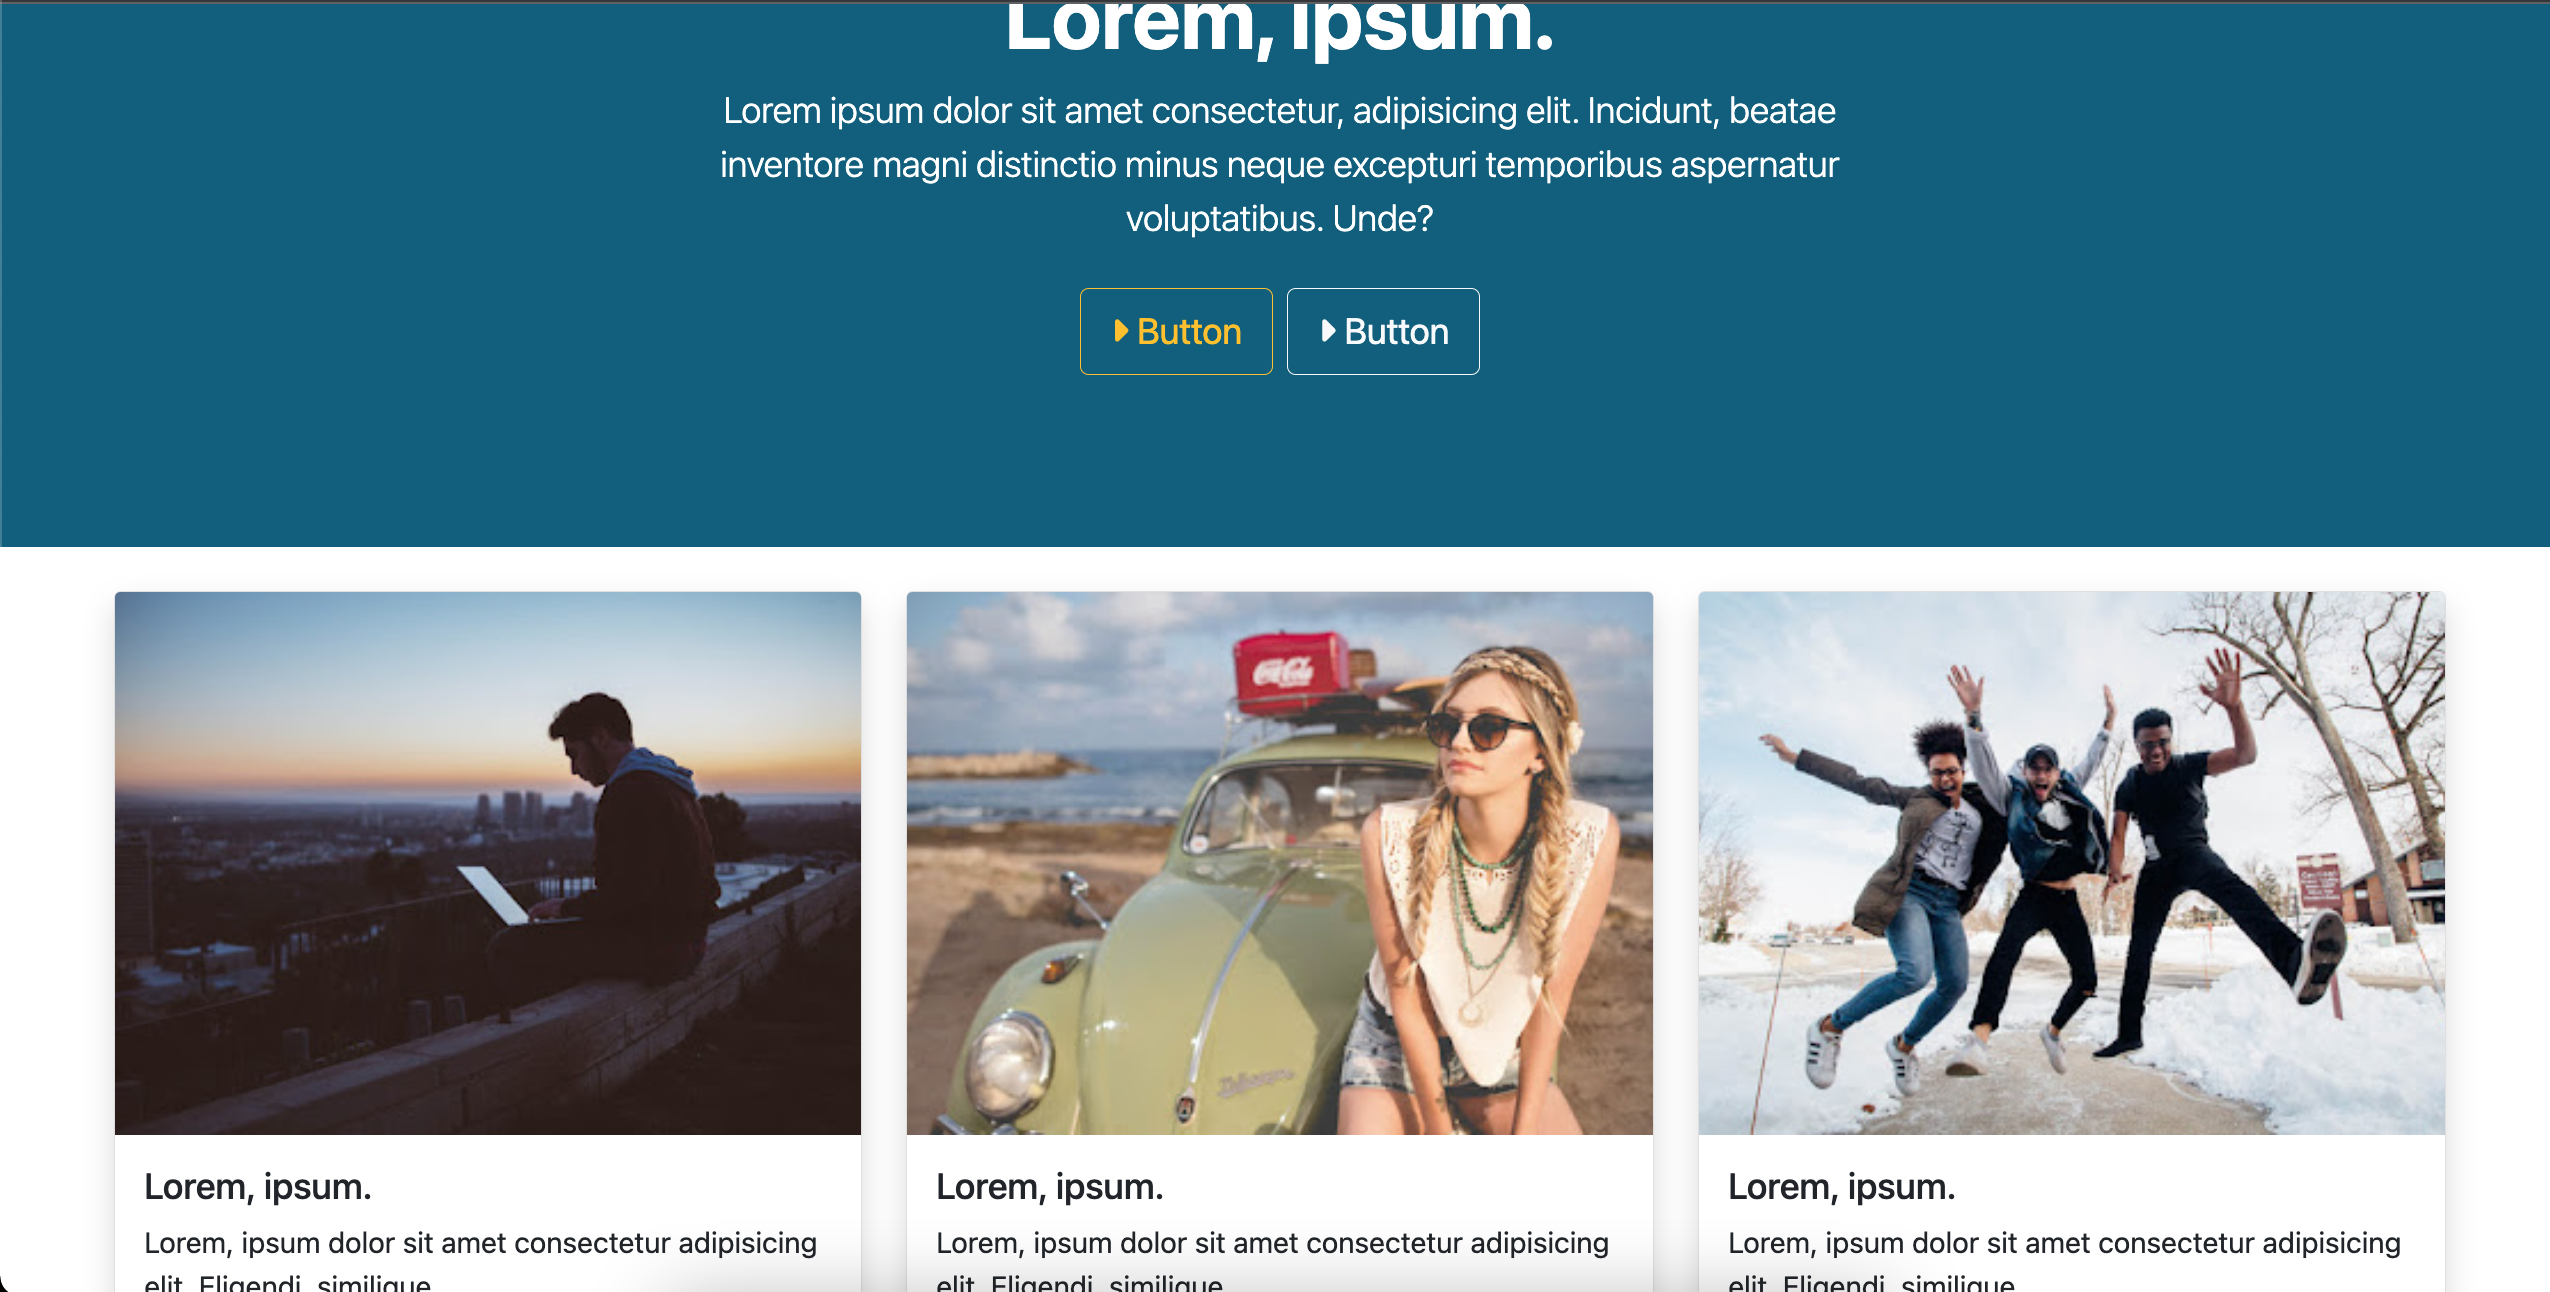 Lorem, ipsum.
Lorem ipsum dolor sit amet consectetur, adipisicing elit. Incidunt, beatae
inventore magni distinctio minus neque excepturi temporibus aspernatur
voluptatibus. Unde?
Button
Button
Coca-Cola
Lorem, ipsum.
Lorem, ipsum dolor sit amet consectetur adipisicing
elit. Eligendi, similique
Lorem, ipsum.
Lorem, ipsum dolor sit amet consectetur adipisicing
elit. Eligendi, similique
Lorem, ipsum.
Lorem, ipsum dolor sit amet consectetur adipisicing
elit. Eligendi, similique